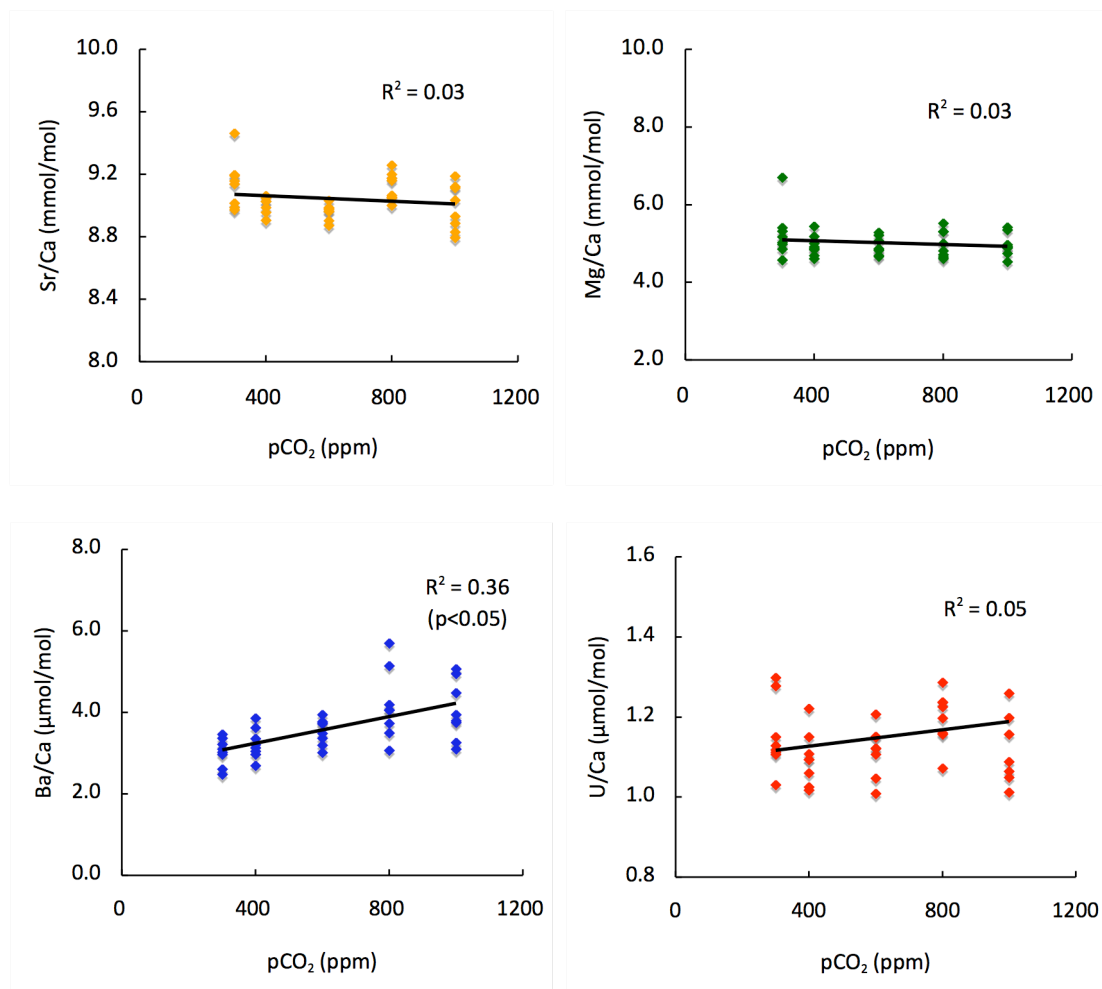 10.0
9.6
9.2
8.8
8.4
8.0
Sr/Ca (mmol/mol)
R² = 0.03
0 400 800 1200
pCO₂ (ppm)
10.0
8.0
6.0
4.0
2.0
Mg/Ca (mmol/mol)
R² = 0.03
0 400 800 1200
pCO₂ (ppm)
8.0
6.0
4.0
2.0
0.0
Ba/Ca (µmol/mol)
R² = 0.36
(p<0.05)
0 400 800 1200
pCO₂ (ppm)
1.6
1.4
1.2
1.0
0.8
U/Ca (µmol/mol)
R² = 0.05
0 400 800 1200
pCO₂ (ppm)